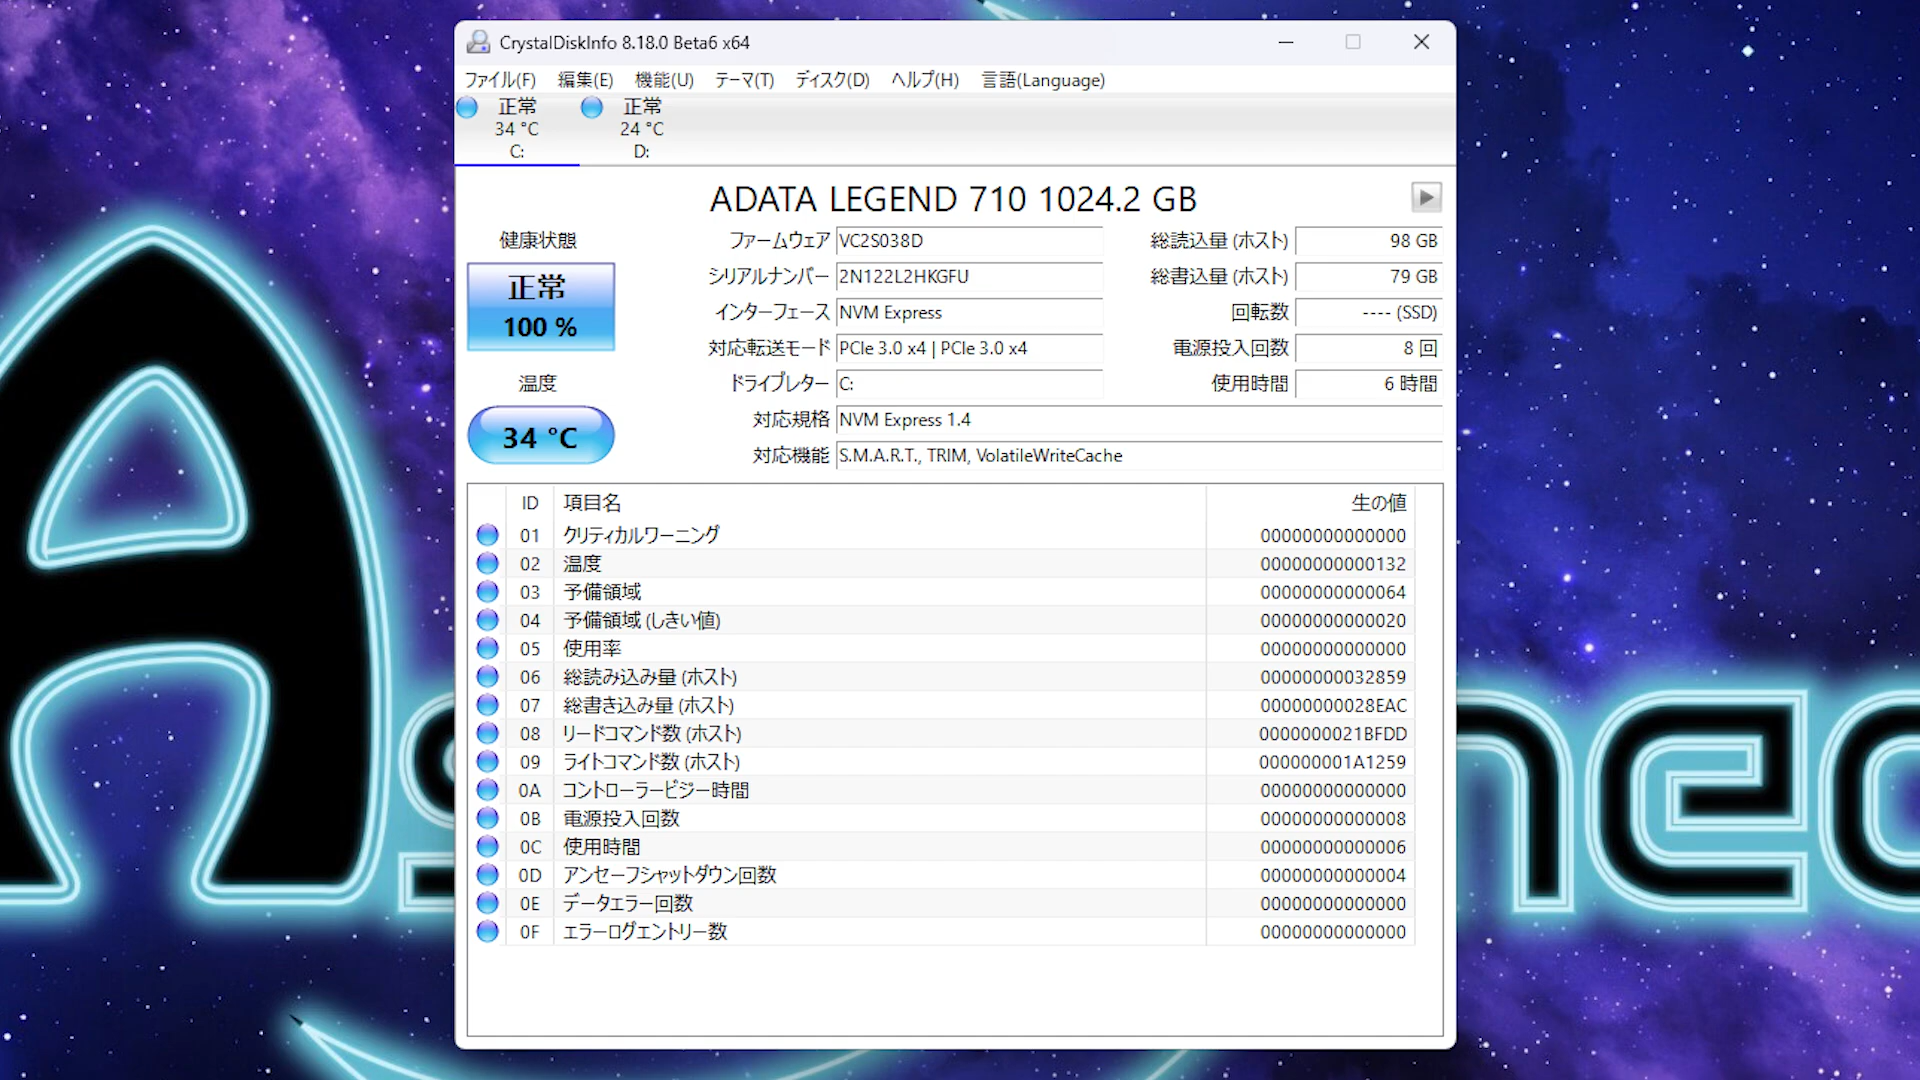 CrystalDiskInfo 8.18.0 Beta6 x64
ファイル(F) 編集(E) 機能(U) テーマ(T) ディスク(D) ヘルプ(H) 言語(Language)
正常 正常
34 °C 24 °C
C: D:
ADATA LEGEND 710 1024.2 GB
健康状態
正常
100 %
温度
34 °C
ファームウェア VC2S038D 総読込量 (ホスト) 98 GB
シリアルナンバー 2N122L2HKGFU 総書込量 (ホスト) 79 GB
インターフェース NVM Express 回転数 ---- (SSD)
対応転送モード PCIe 3.0 x4 | PCIe 3.0 x4 電源投入回数 8 回
ドライブレター C: 使用時間 6 時間
対応規格 NVM Express 1.4
対応機能 S.M.A.R.T., TRIM, VolatileWriteCache
ID 項目名 生の値
01 クリティカルワーニング 00000000000000
02 温度 00000000000132
03 予備領域 00000000000064
04 予備領域 (しきい値) 00000000000020
05 使用率 00000000000000
06 総読み込み量 (ホスト) 00000000032859
07 総書き込み量 (ホスト) 00000000028EAC
08 リードコマンド数 (ホスト) 0000000021BFDD
09 ライトコマンド数 (ホスト) 000000001A1259
0A コントローラービジー時間 00000000000000
0B 電源投入回数 00000000000008
0C 使用時間 00000000000006
0D アンセーフシャットダウン回数 00000000000004
0E データエラー回数 00000000000000
0F エラーログエントリー数 00000000000000